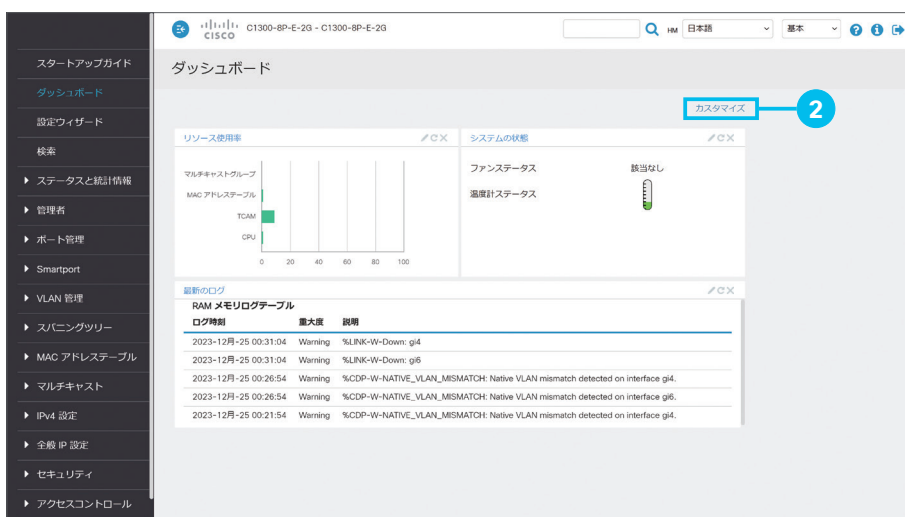 CISCO
C1300-8P-E-2G - C1300-8P-E-2G
HM
日本語
基本
スタートアップガイド
ダッシュボード
設定ウィザード
検索
ステータスと統計情報
管理者
ポート管理
Smartport
VLAN 管理
スパニングツリー
MAC アドレステーブル
マルチキャスト
IPv4 設定
全般 IP 設定
セキュリティ
アクセスコントロール
ダッシュボード
カスタマイズ
2
リソース使用率
マルチキャストグループ
MAC アドレステーブル
TCAM
CPU
0 20 40 60 80 100
システムの状態
ファンステータス 該当なし
温度計ステータス
最新のログ
RAM メモリログテーブル
ログ時刻 重大度 説明
2023-12月-25 00:31:04 Warning %LINK-W-Down: gi4
2023-12月-25 00:31:04 Warning %LINK-W-Down: gi6
2023-12月-25 00:26:54 Warning %CDP-W-NATIVE_VLAN_MISMATCH: Native VLAN mismatch detected on interface gi4.
2023-12月-25 00:26:54 Warning %CDP-W-NATIVE_VLAN_MISMATCH: Native VLAN mismatch detected on interface gi6.
2023-12月-25 00:21:54 Warning %CDP-W-NATIVE_VLAN_MISMATCH: Native VLAN mismatch detected on interface gi4.